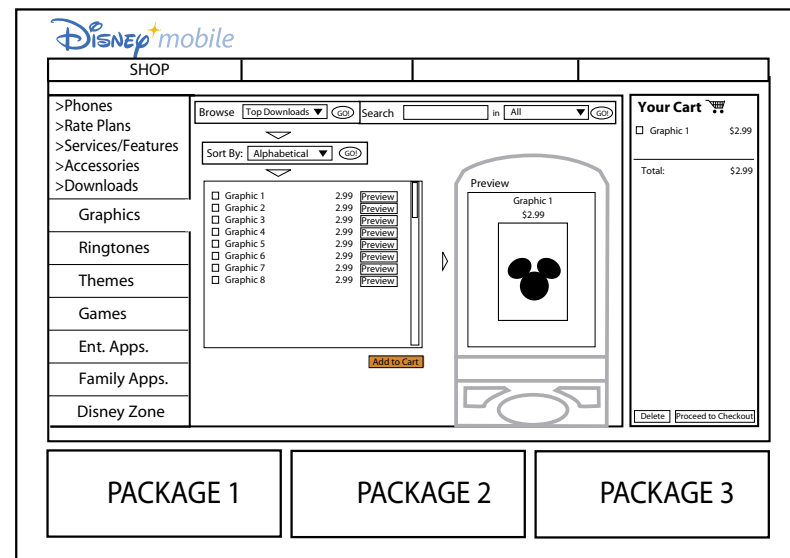 Disney mobile
SHOP
>Phones
>Rate Plans
>Services/Features
>Accessories
>Downloads
Graphics
Ringtones
Themes
Games
Ent. Apps.
Family Apps.
Disney Zone
Browse Top Downloads GO! Search in All GO!
Sort By: Alphabetical GO!
Graphic 1 2.99 Preview
Graphic 2 2.99 Preview
Graphic 3 2.99 Preview
Graphic 4 2.99 Preview
Graphic 5 2.99 Preview
Graphic 6 2.99 Preview
Graphic 7 2.99 Preview
Graphic 8 2.99 Preview
Add to Cart
Preview
Graphic 1
$2.99
Your Cart
Graphic 1 $2.99
Total: $2.99
Delete Proceed to Checkout
PACKAGE 1
PACKAGE 2
PACKAGE 3